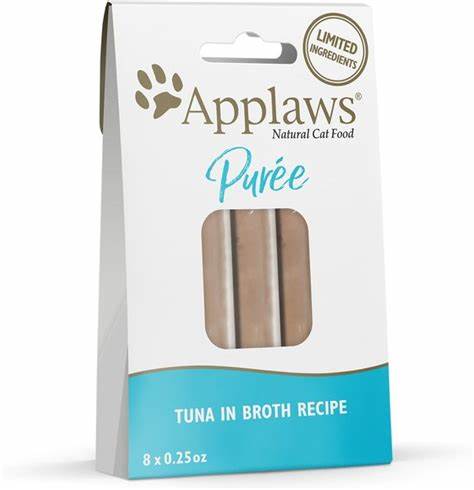 LIMITED
INGREDIENTS
Applaws®
Natural Cat Food
Purée
TUNA IN BROTH RECIPE
8 x 0.25oz